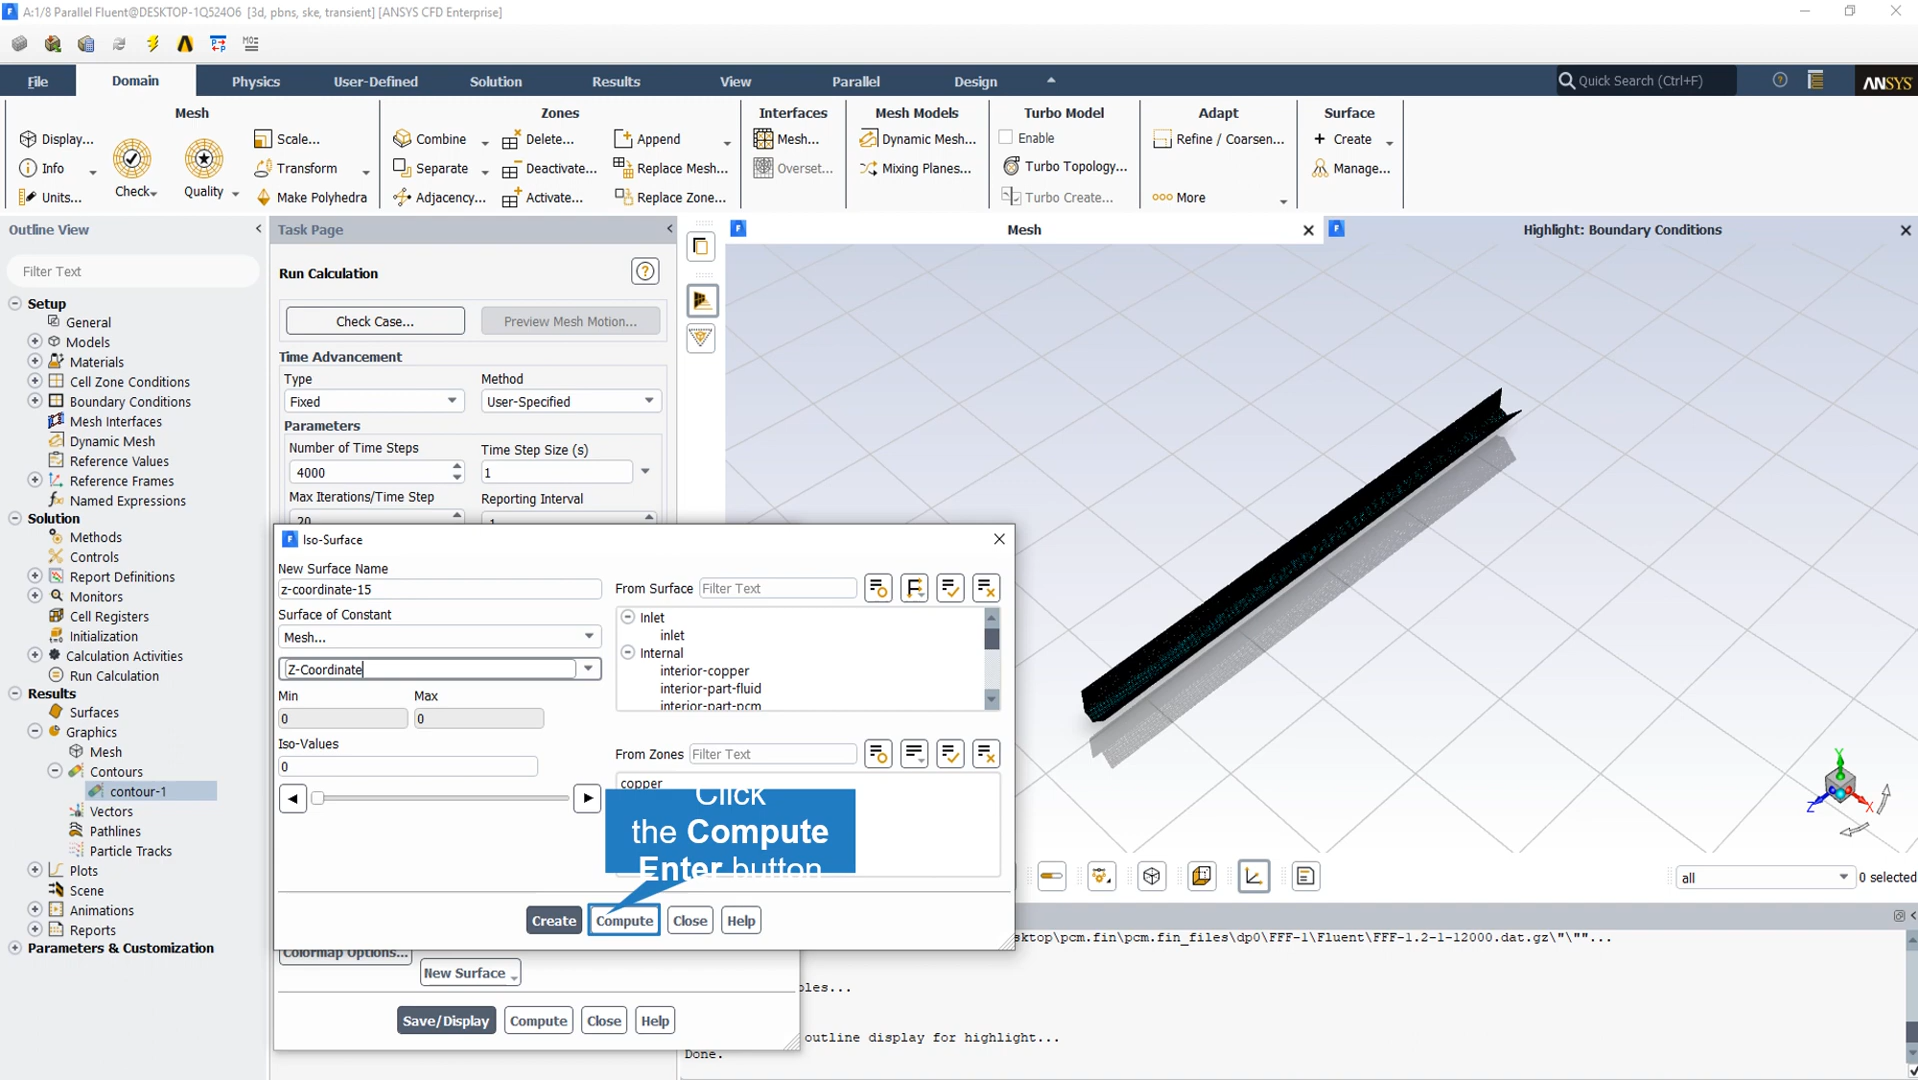 A:1/8 Parallel Fluent@DESKTOP-1Q524O6 [3d, pbns, ske, transient] [ANSYS CFD Enterprise]
File
Domain
Physics
User-Defined
Solution
Results
View
Parallel
Design
Quick Search (Ctrl+F)
ANSYS
Mesh
Display...
Info
Units...
Check
Quality
Scale...
Transform
Make Polyhedra
Zones
Combine
Separate
Adjacency...
Delete...
Deactivate...
Activate...
Append
Replace Mesh...
Replace Zone...
Interfaces
Mesh...
Overset...
Mesh Models
Dynamic Mesh...
Mixing Planes...
Turbo Model
Enable
Turbo Topology...
Turbo Create...
Adapt
Refine / Coarsen...
More
Surface
Create
Manage...
Outline View
Filter Text
Setup
General
Models
Materials
Cell Zone Conditions
Boundary Conditions
Mesh Interfaces
Dynamic Mesh
Reference Values
Reference Frames
Named Expressions
Solution
Methods
Controls
Report Definitions
Monitors
Cell Registers
Initialization
Calculation Activities
Run Calculation
Results
Surfaces
Graphics
Mesh
Contours
contour-1
Vectors
Pathlines
Particle Tracks
Plots
Scene
Animations
Reports
Parameters & Customization
Task Page
Run Calculation
Check Case...
Preview Mesh Motion...
Time Advancement
Type
Method
Fixed
User-Specified
Parameters
Number of Time Steps
Time Step Size (s)
4000
1
Max Iterations/Time Step
Reporting Interval
20
1
Mesh
Highlight: Boundary Conditions
Iso-Surface
New Surface Name
z-coordinate-15
Surface of Constant
Mesh...
Z-Coordinate
Min
Max
0
0
Iso-Values
0
From Surface
Filter Text
Inlet
inlet
Internal
interior-copper
interior-part-fluid
interior-part-pcm
From Zones
Filter Text
copper
Click
the Compute
Enter button
Create
Compute
Close
Help
Colormap Options...
New Surface
Save/Display
Compute
Close
Help
all
0 selected
sktop\pcm.fin\pcm.fin_files\dp0\FFF-1\Fluent\FFF-1.2-1-12000.dat.gz\"\""...
bles...
outline display for highlight...
Done.
Y
Z
X